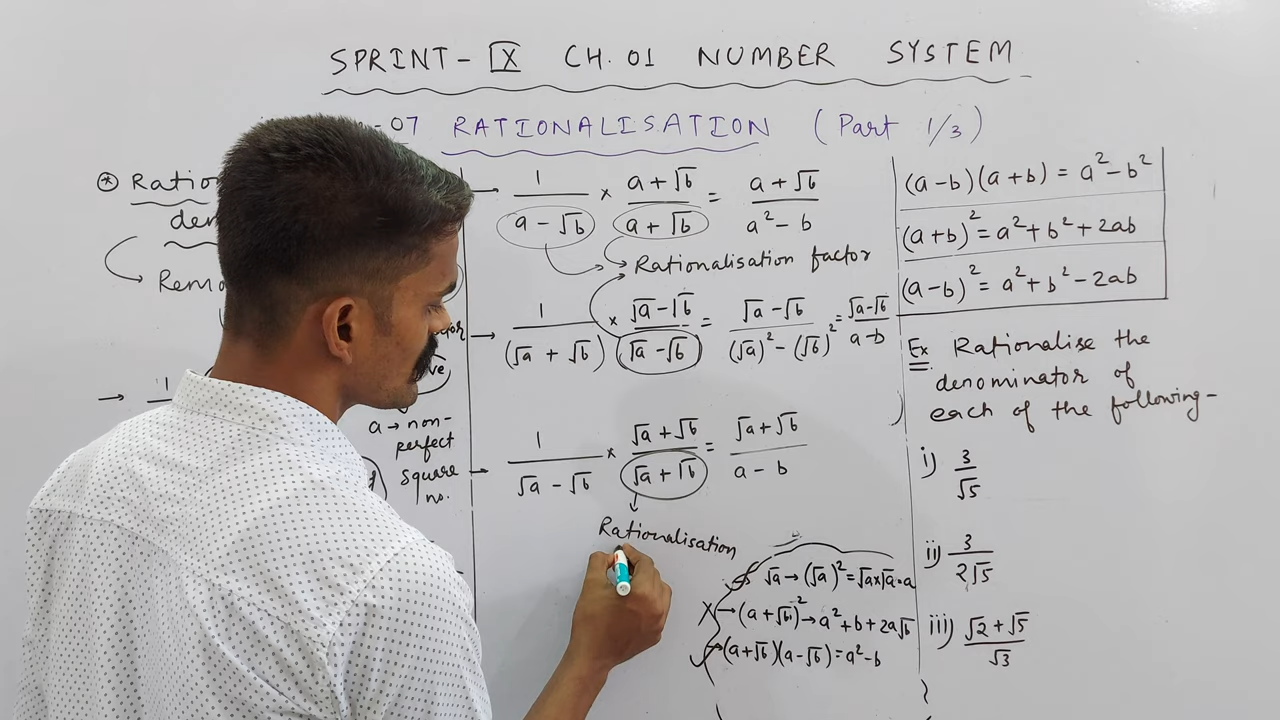 SPRINT-IX CH.01 NUMBER SYSTEM
-07 RATIONALISATION (Part 1/3)
⊛ Ratio
den
Remo
→ 1
a → non-
perfect
square
no.
→ 1/(a - √b) × (a + √b)/(a + √b) = (a + √b)/(a² - b)
→ Rationalisation factor
→ 1/(√a + √b) × (√a - √b)/(√a - √b) = (√a - √b)/((√a)² - (√b)²) = (√a - √b)/(a - b)
→ 1/(√a - √b) × (√a + √b)/(√a + √b) = (√a + √b)/(a - b)
Rationalisation
√a → (√a)² = √a×√a = a
× → (a + √b)² → a² + b + 2a√b
→ (a + √b)(a - √b) = a² - b
(a - b)(a + b) = a² - b²
(a + b)² = a² + b² + 2ab
(a - b)² = a² + b² - 2ab
Ex Rationalise the
denominator of
each of the following -
i) 3/√5
ii) 3/2√5
iii) (√2 + √5)/√3